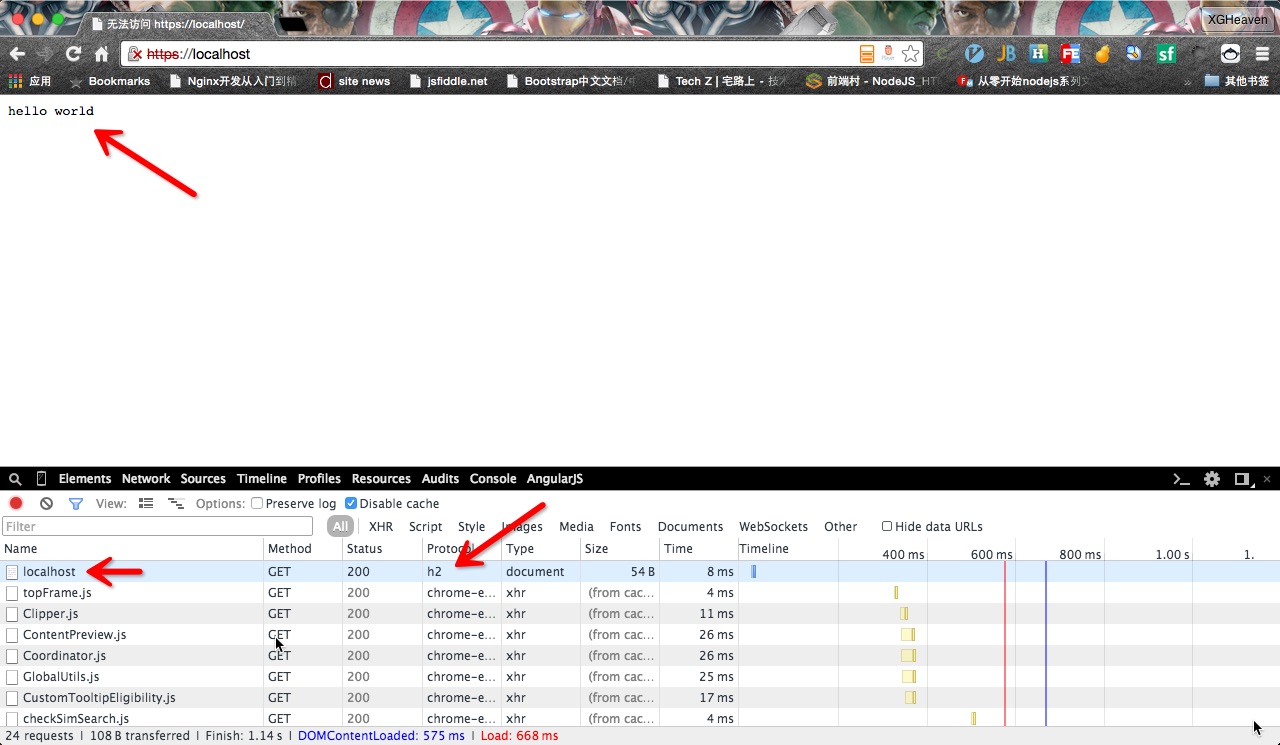 无法访问 https://localhost/
XGHeaven
https://localhost
应用 Bookmarks Nginx开发从入门到精 site news jsfiddle.net Bootstrap中文文档 Tech Z | 宅路上 - 技 前端村 - NodeJS_HT 从零开始nodejs系列文 » 其他书签
hello world
Elements Network Sources Timeline Profiles Resources Audits Console AngularJS
View: Options: Preserve log Disable cache
Filter All XHR Script Style Images Media Fonts Documents WebSockets Other Hide data URLs
Name Method Status Protocol Type Size Time Timeline 400 ms 600 ms 800 ms 1.00 s 1.
localhost GET 200 h2 document 54 B 8 ms
topFrame.js GET 200 chrome-e... xhr (from cac... 4 ms
Clipper.js GET 200 chrome-e... xhr (from cac... 11 ms
ContentPreview.js GET 200 chrome-e... xhr (from cac... 26 ms
Coordinator.js GET 200 chrome-e... xhr (from cac... 26 ms
GlobalUtils.js GET 200 chrome-e... xhr (from cac... 25 ms
CustomTooltipEligibility.js GET 200 chrome-e... xhr (from cac... 17 ms
checkSimSearch.js GET 200 chrome-e... xhr (from cac... 4 ms
24 requests | 108 B transferred | Finish: 1.14 s | DOMContentLoaded: 575 ms | Load: 668 ms